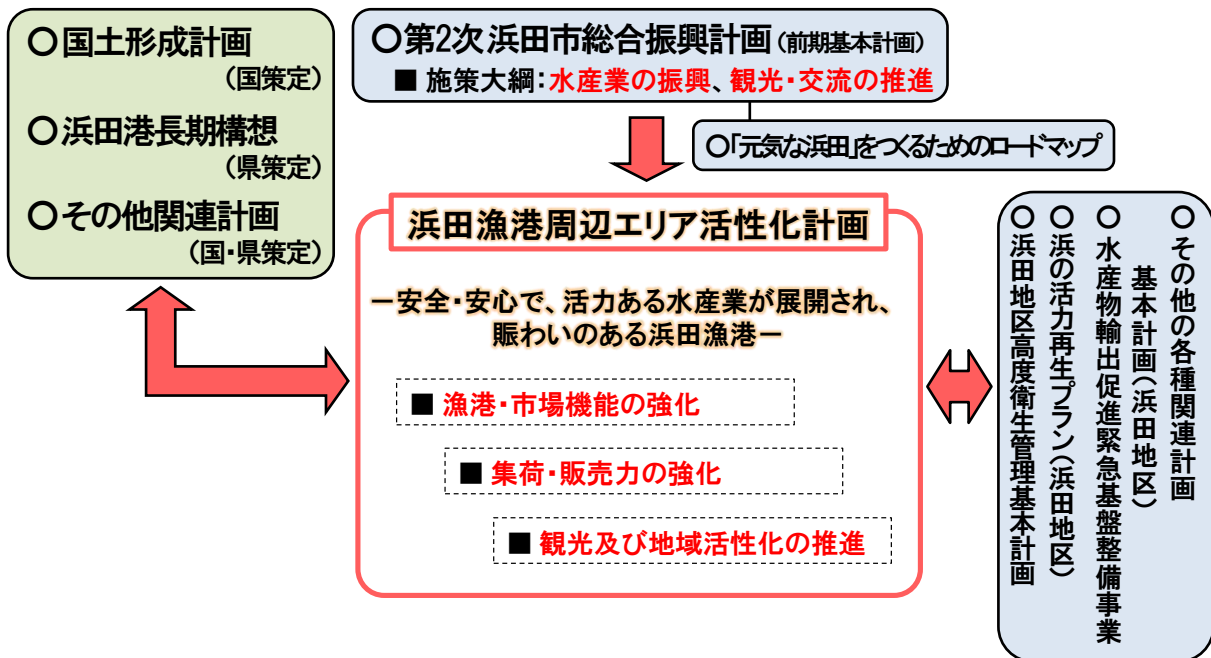 〇国土形成計画
(国策定)
〇浜田港長期構想
(県策定)
〇その他関連計画
(国・県策定)
〇第2次 浜田市総合振興計画 (前期基本計画)
■ 施策大綱:水産業の振興、観光・交流の推進
〇「元気な浜田」をつくるためのロードマップ
浜田漁港周辺エリア活性化計画
－安全・安心で、活力ある水産業が展開され、
賑わいのある浜田漁港－
■ 漁港・市場機能の強化
■ 集荷・販売力の強化
■ 観光及び地域活性化の推進
〇その他の各種関連計画
〇水産物輸出促進緊急基盤整備事業
基本計画(浜田地区)
〇浜の活力再生プラン(浜田地区)
〇浜田地区高度衛生管理基本計画